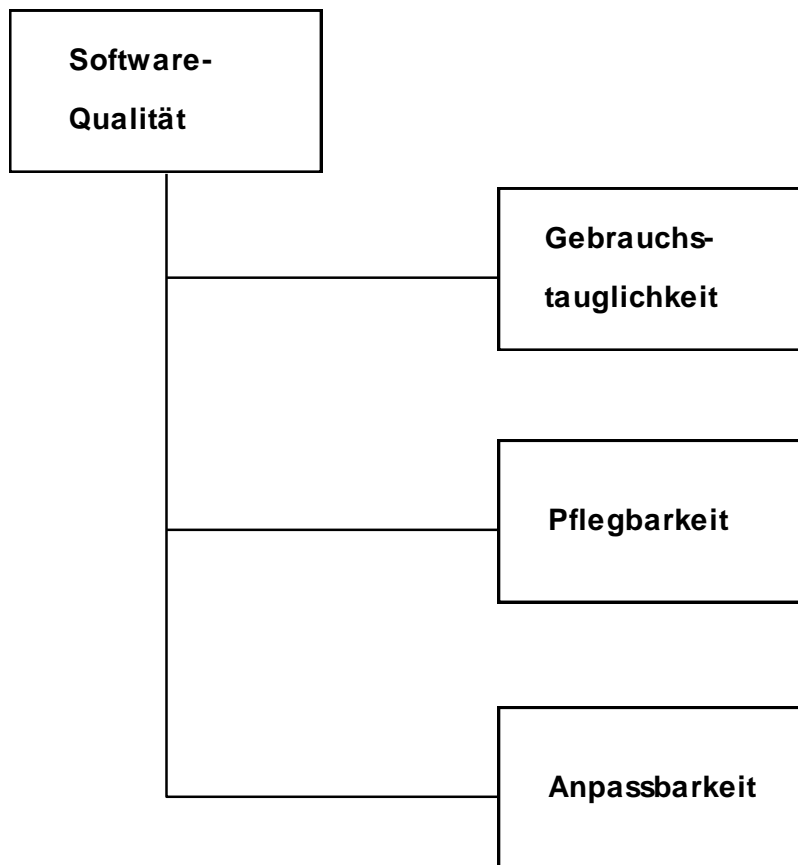 Software-
Qualität
Gebrauchs-
tauglichkeit
Pflegbarkeit
Anpassbarkeit